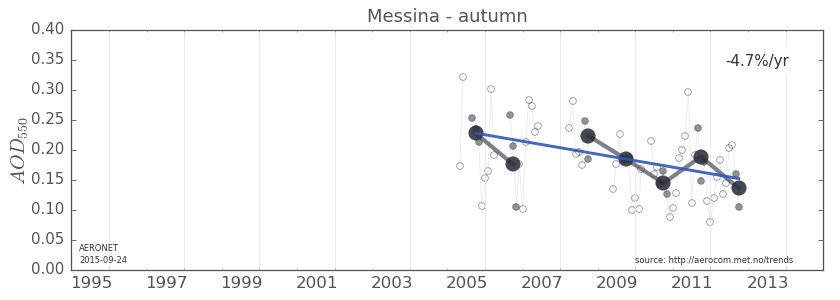 Messina - autumn
0.40
0.35
0.30
0.25
0.20
0.15
0.10
0.05
0.00
AOD550
-4.7%/yr
AERONET
2015-09-24
source: http://aerocom.met.no/trends
1995 1997 1999 2001 2003 2005 2007 2009 2011 2013